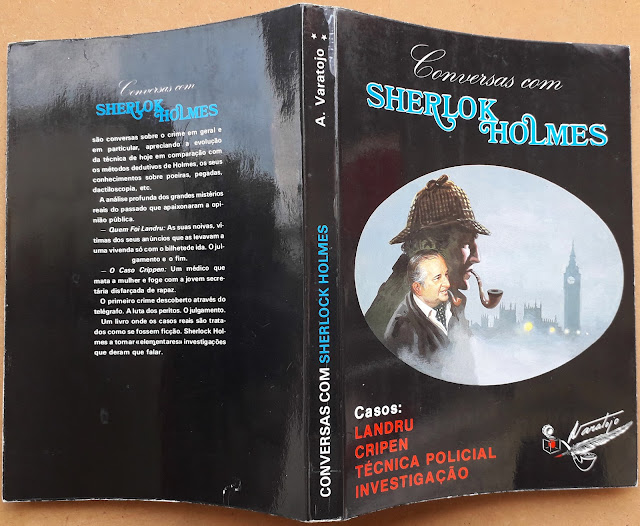 Conversas com
SHERLOK
HOLMES
são conversas sobre o crime em geral e
em particular, apreciando a evolução
da técnica de hoje em comparação com
os métodos dedutivos de Holmes, os seus
conhecimentos sobre poeiras, pegadas,
dactiloscopia, etc.
A análise profunda dos grandes mistérios
reais do passado que apaixonaram a opi-
nião pública.
— Quem Foi Landru: As suas noivas, ví-
timas dos seus anúncios que as levavam a
uma vivenda só com o bilhete de ida. O jul-
gamento e o fim.
— O Caso Crippen: Um médico que
mata a mulher e foge com a jovem secre-
tária disfarçada de rapaz.
O primeiro crime descoberto através do
telégrafo. A luta dos peritos. O julgamento.
Um livro onde os casos reais são trata-
dos como se fossem ficção. Sherlock Hol-
mes a tornar «elementares» investigações
que deram que falar.
CONVERSAS COM SHERLOCK HOLMES A. Varatojo **
Conversas com
SHERLOK
HOLMES
Casos:
LANDRU
CRIPEN
TÉCNICA POLICIAL
INVESTIGAÇÃO
Varatojo